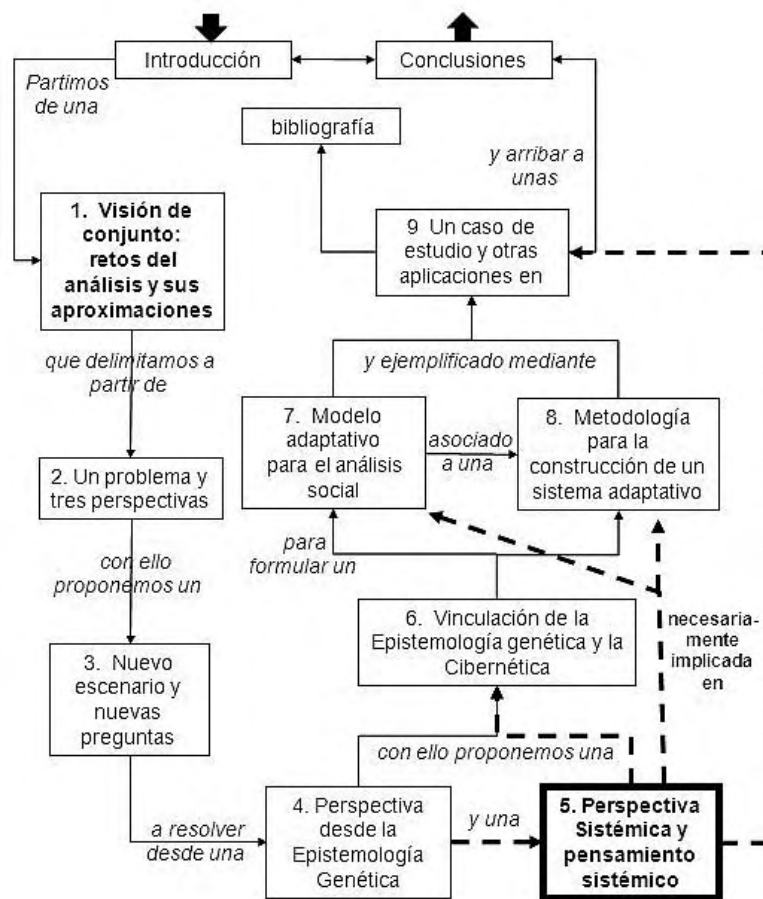 Introducción
Conclusiones
Partimos
de una
bibliografía
y arribar a
unas
1. Visión de
conjunto:
retos del
análisis y sus
aproximaciones
9 Un caso de
estudio y otras
aplicaciones en
que delimitamos a
partir de
y ejemplificado mediante
7. Modelo
adaptativo
para el análisis
social
asociado
a una
8. Metodología
para la
construcción de un
sistema adaptativo
2. Un problema y
tres perspectivas
con ello
proponemos un
para
formular un
6. Vinculación de la
Epistemología genética y la
Cibernética
necesaria-
mente
implicada
en
3. Nuevo
escenario y
nuevas
preguntas
con ello proponemos una
a resolver
desde una
4. Perspectiva
desde la
Epistemología
Genética
y una
5. Perspectiva
Sistémica y
pensamiento
sistémico